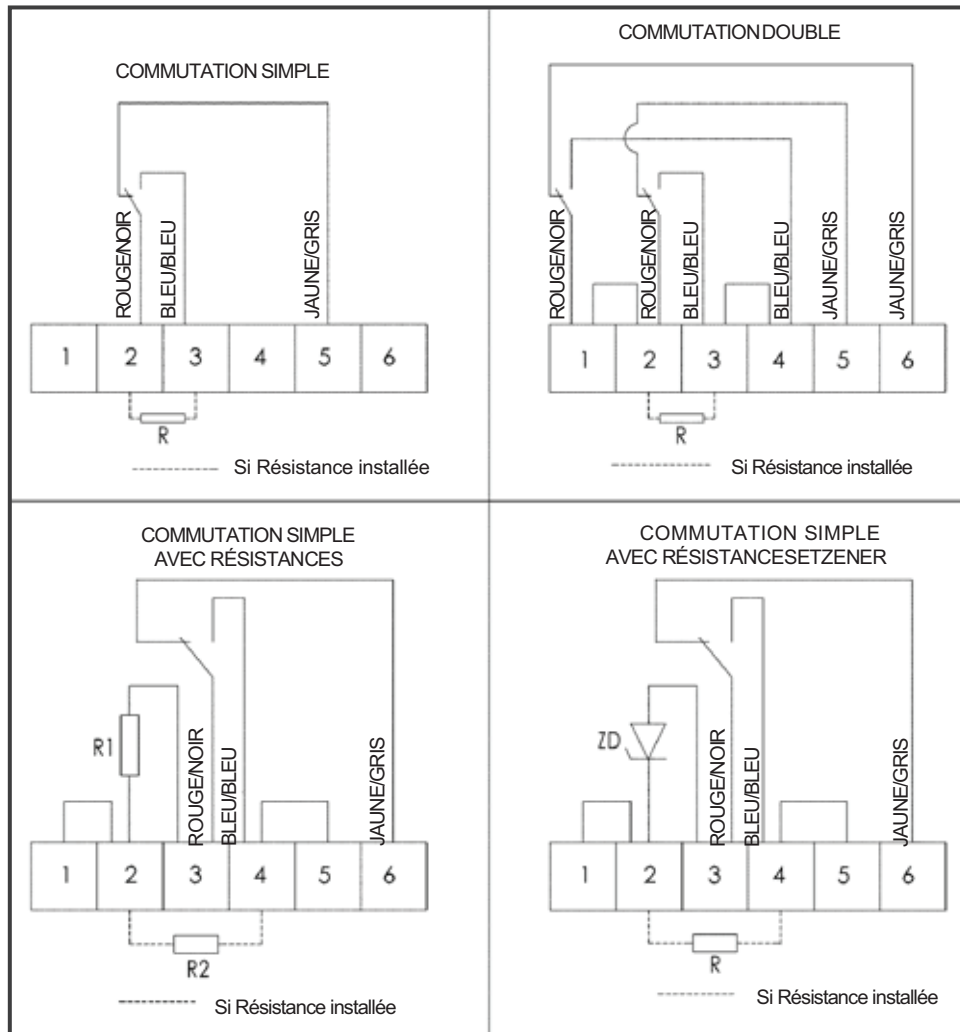 COMMUTATION SIMPLE
ROUGE/NOIR
BLEU/BLEU
JAUNE/GRIS
1 2 3 4 5 6
R
Si Résistance installée
COMMUTATIONDOUBLE
ROUGE/NOIR
ROUGE/NOIR
BLEU/BLEU
BLEU/BLEU
JAUNE/GRIS
JAUNE/GRIS
1 2 3 4 5 6
R
Si Résistance installée
COMMUTATION SIMPLE
AVEC RÉSISTANCES
R1
ROUGE/NOIR
BLEU/BLEU
JAUNE/GRIS
1 2 3 4 5 6
R2
Si Résistance installée
COMMUTATION SIMPLE
AVEC RÉSISTANCESETZENER
ZD
ROUGE/NOIR
BLEU/BLEU
JAUNE/GRIS
1 2 3 4 5 6
R
Si Résistance installée